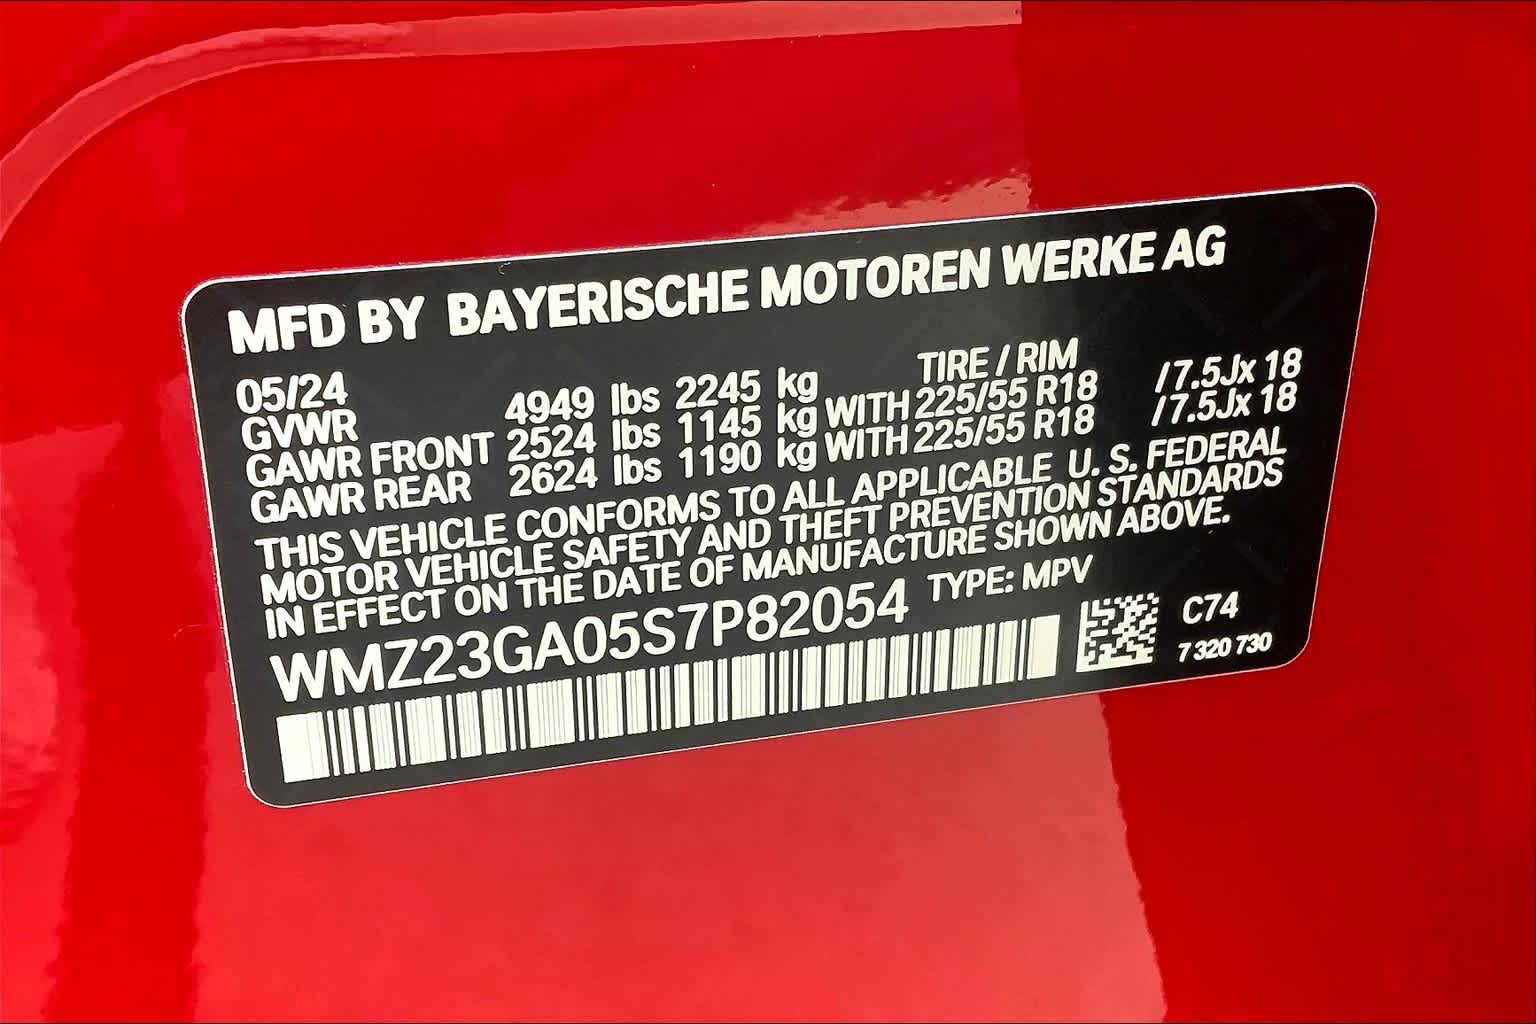 MFD BY BAYERISCHE MOTOREN WERKE AG
05/24 TIRE / RIM
GVWR 4949 lbs 2245 kg
GAWR FRONT 2524 lbs 1145 kg WITH 225/55 R18 /7.5Jx 18
GAWR REAR 2624 lbs 1190 kg WITH 225/55 R18 /7.5Jx 18
THIS VEHICLE CONFORMS TO ALL APPLICABLE U. S. FEDERAL
MOTOR VEHICLE SAFETY AND THEFT PREVENTION STANDARDS
IN EFFECT ON THE DATE OF MANUFACTURE SHOWN ABOVE.
WMZ23GA05S7P82054 TYPE: MPV
C74
7 320 730